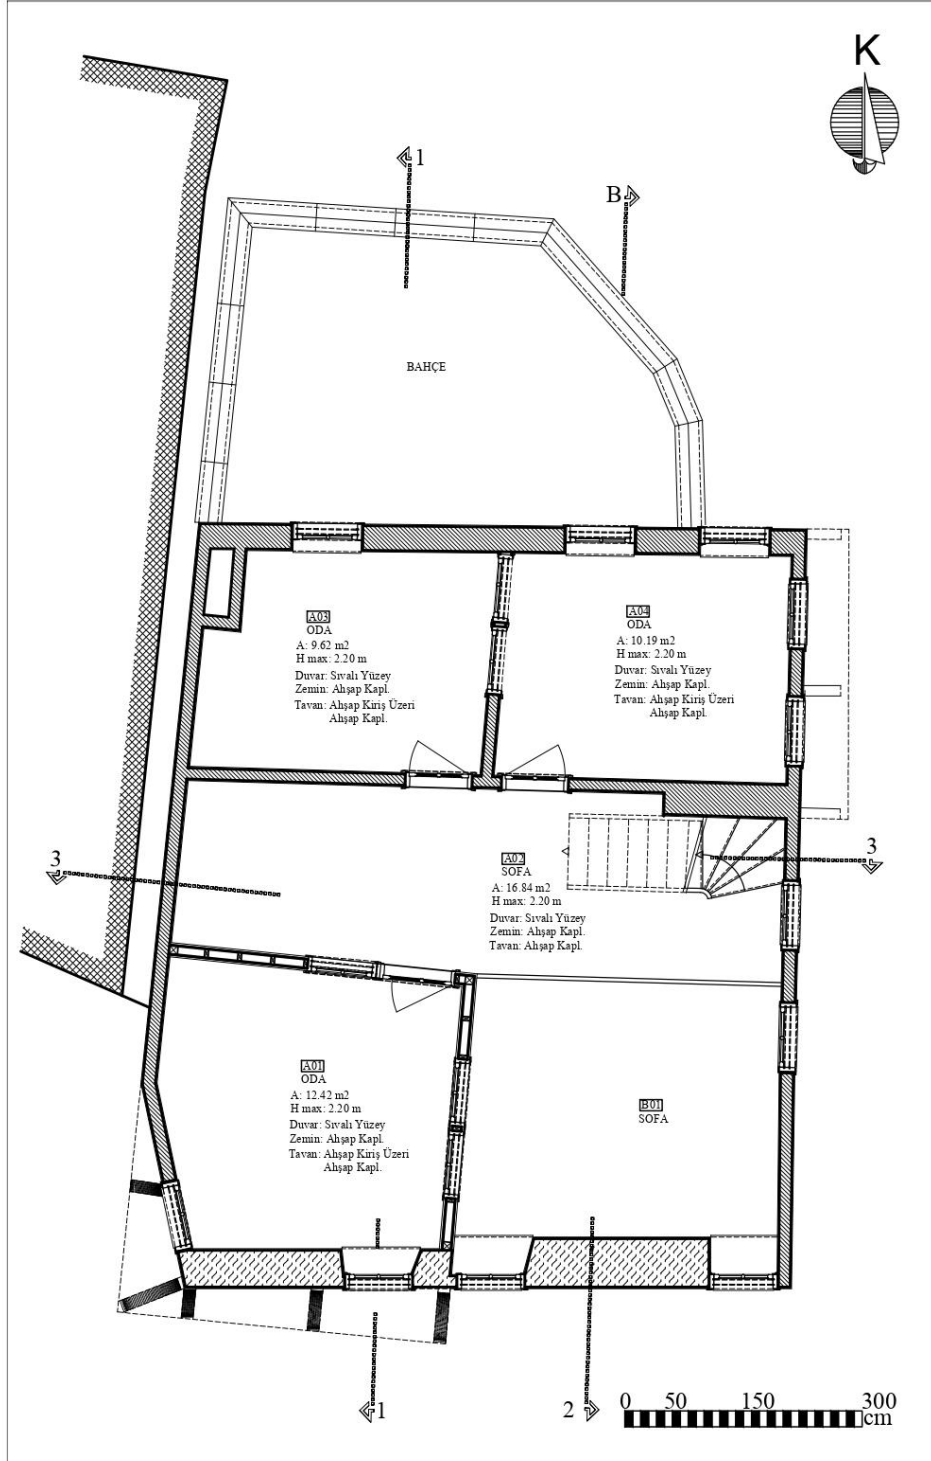 K
1
B
BAHÇE
A03
ODA
A: 9.62 m2
H max: 2.20 m
Duvar: Sıvalı Yüzey
Zemin: Ahşap Kapl.
Tavan: Ahşap Kiriş Üzeri
Ahşap Kapl.
A04
ODA
A: 10.19 m2
H max: 2.20 m
Duvar: Sıvalı Yüzey
Zemin: Ahşap Kapl.
Tavan: Ahşap Kiriş Üzeri
Ahşap Kapl.
3
3
A02
SOFA
A: 16.84 m2
H max: 2.20 m
Duvar: Sıvalı Yüzey
Zemin: Ahşap Kapl.
Tavan: Ahşap Kapl.
A01
ODA
A: 12.42 m2
H max: 2.20 m
Duvar: Sıvalı Yüzey
Zemin: Ahşap Kapl.
Tavan: Ahşap Kiriş Üzeri
Ahşap Kapl.
B01
SOFA
1
2
0 50 150 300
cm